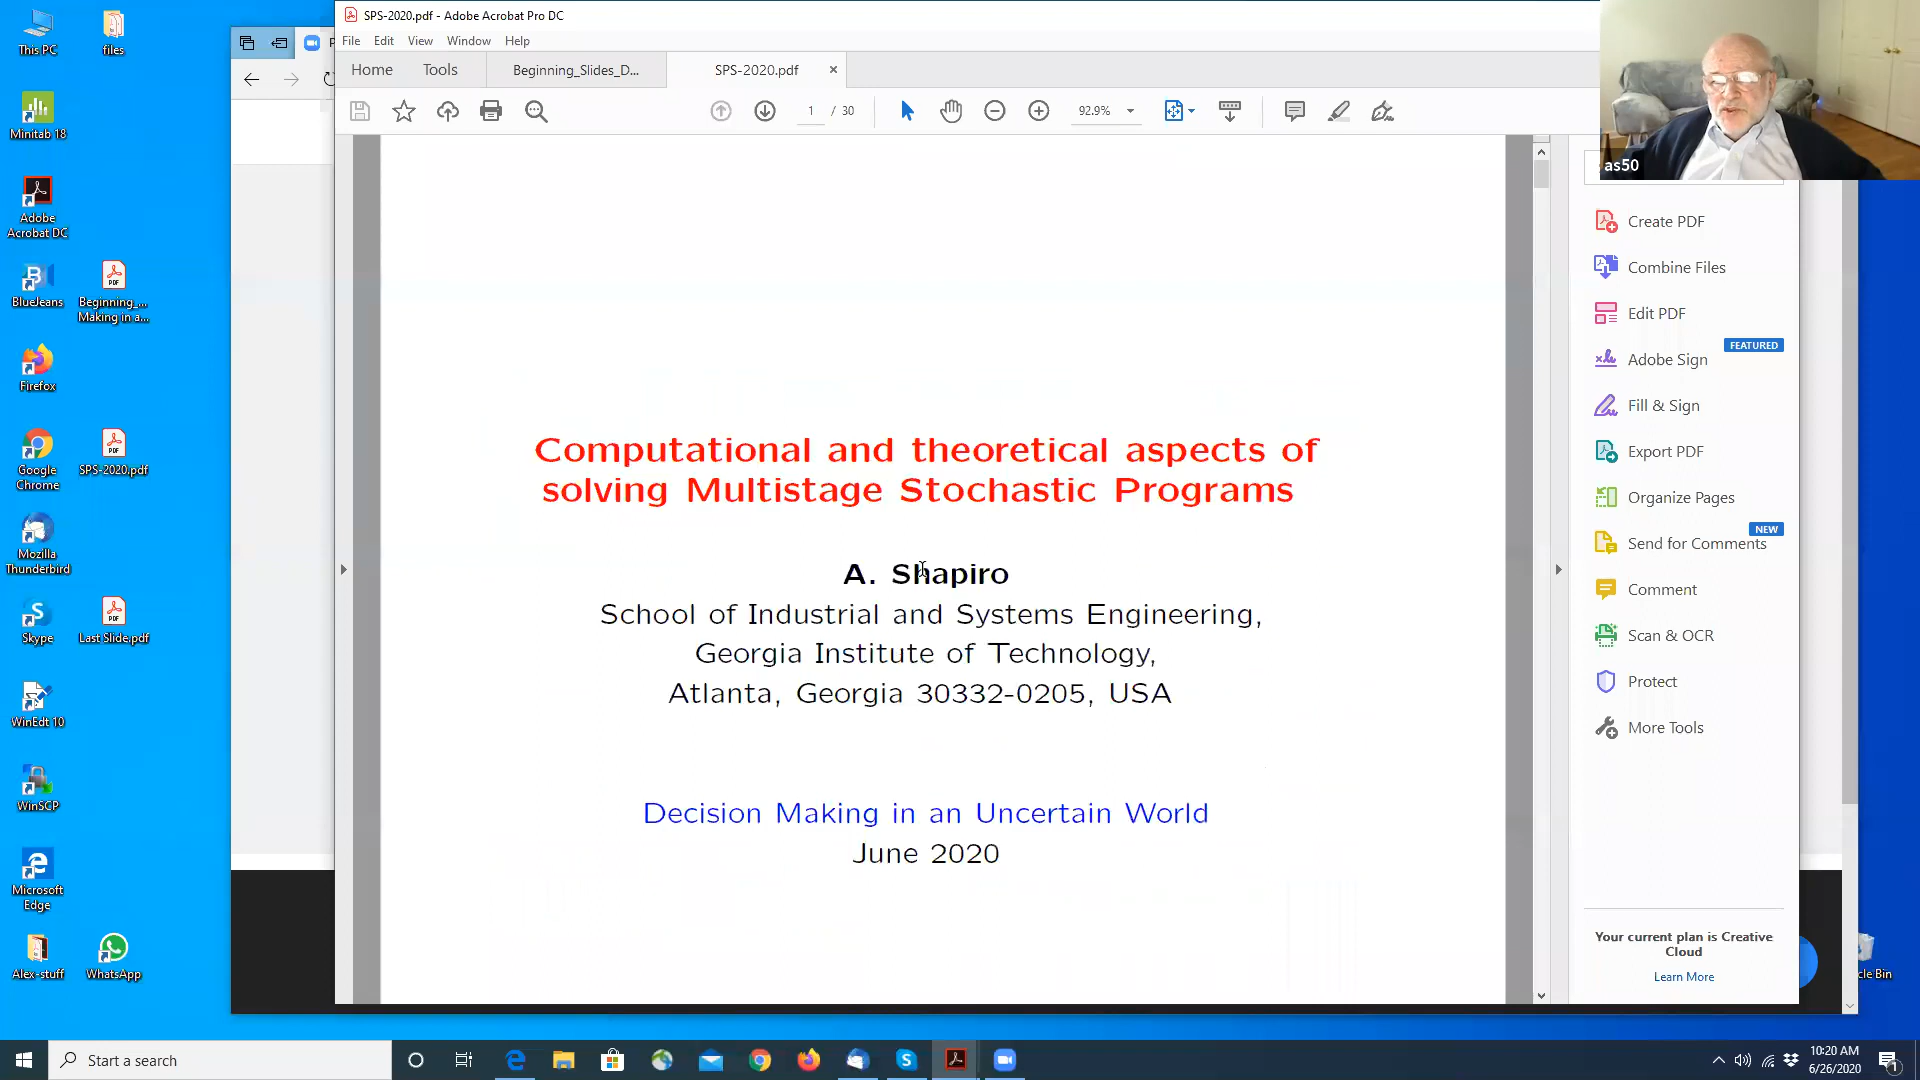 This PC
files
Minitab 18
Adobe
Acrobat DC
BlueJeans
Beginning_...
Making in a...
Firefox
Google
Chrome
SPS-2020.pdf
Mozilla
Thunderbird
Skype
Last Slide.pdf
WinEdt 10
WinSCP
Microsoft
Edge
Alex-stuff
WhatsApp
SPS-2020.pdf - Adobe Acrobat Pro DC
File Edit View Window Help
Home Tools Beginning_Slides_D... SPS-2020.pdf
1 / 30 92.9%
Computational and theoretical aspects of
solving Multistage Stochastic Programs
A. Shapiro
School of Industrial and Systems Engineering,
Georgia Institute of Technology,
Atlanta, Georgia 30332-0205, USA
Decision Making in an Uncertain World
June 2020
as50
Create PDF
Combine Files
Edit PDF
FEATURED
Adobe Sign
Fill & Sign
Export PDF
Organize Pages
NEW
Send for Comments
Comment
Scan & OCR
Protect
More Tools
Your current plan is Creative
Cloud
Learn More
cle Bin
Start a search
10:20 AM
6/26/2020